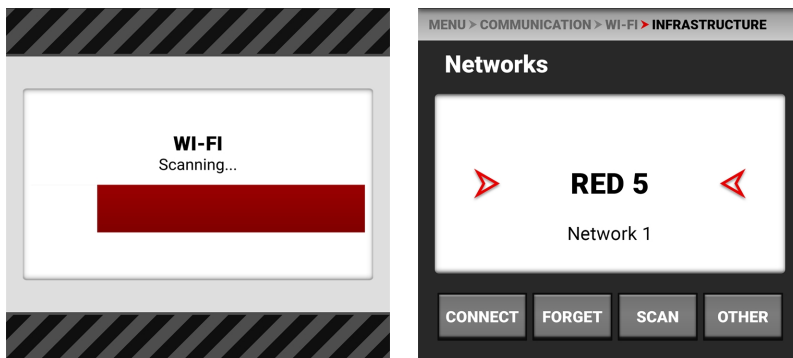 WI-FI
Scanning...
MENU > COMMUNICATION > WI-FI > INFRASTRUCTURE
Networks
RED 5
Network 1
CONNECT FORGET SCAN OTHER